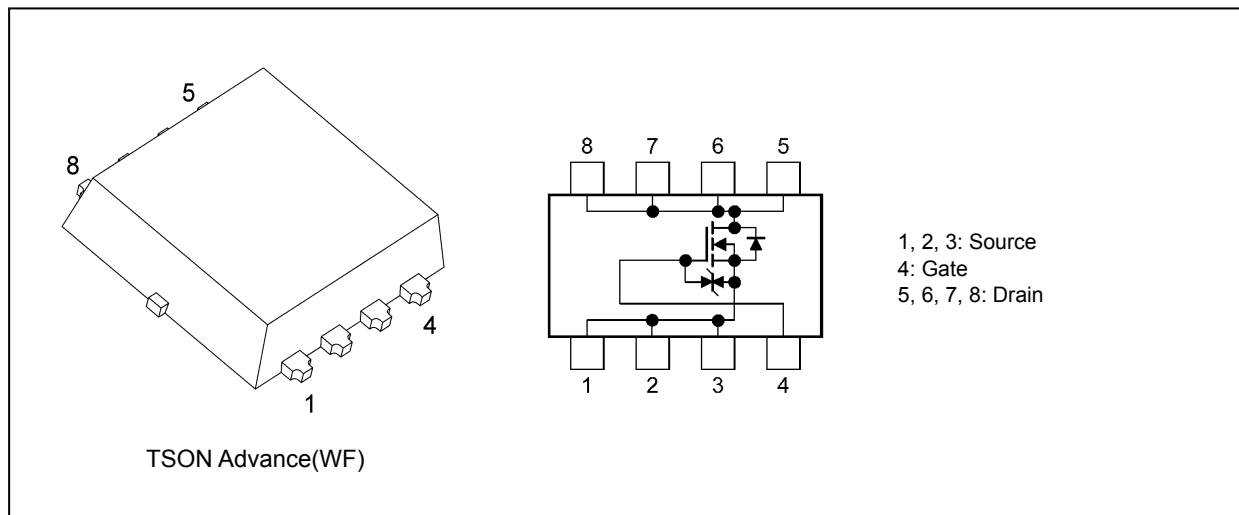 5
8
4
1
TSON Advance(WF)
8 7 6 5
1 2 3 4
1, 2, 3: Source
4: Gate
5, 6, 7, 8: Drain